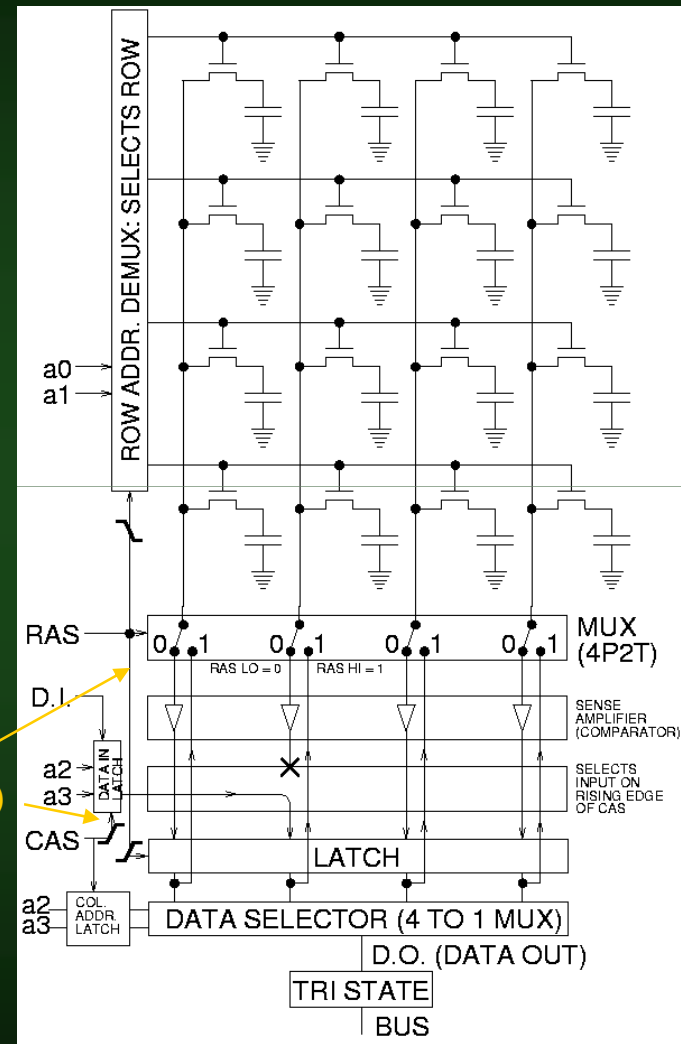 ROW ADDR. DEMUX: SELECTS ROW
a0
a1
RAS
0 1 0 1 0 1 0 1
MUX
(4P2T)
RAS LO = 0 RAS HI = 1
D.I.
SENSE
AMPLIFIER
(COMPARATOR)
DATA IN
LATCH
a2
a3
SELECTS
INPUT ON
RISING EDGE
OF CAS
CAS
LATCH
a2
a3
COL.
ADDR.
LATCH
DATA SELECTOR (4 TO 1 MUX)
D.O. (DATA OUT)
TRI STATE
BUS